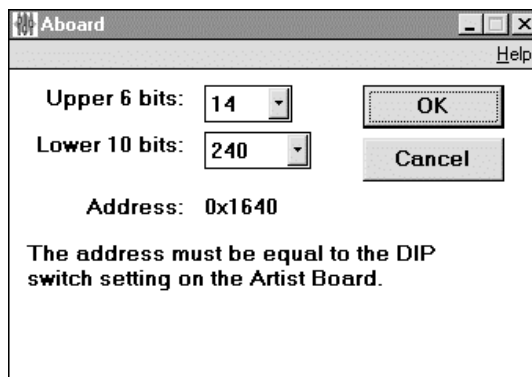 Aboard
Help
Upper 6 bits: 14
OK
Lower 10 bits: 240
Cancel
Address: 0x1640
The address must be equal to the DIP
switch setting on the Artist Board.